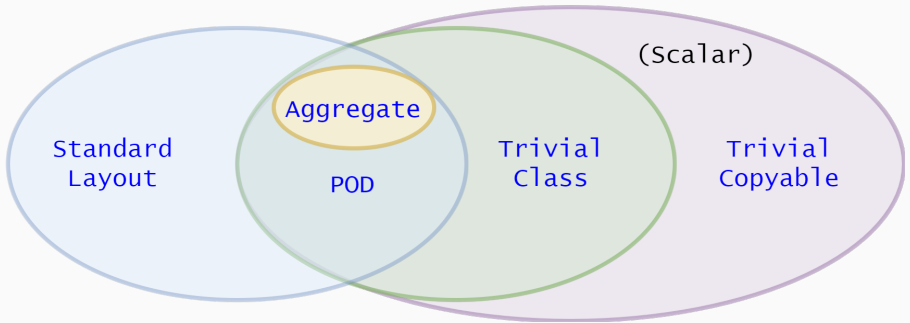 (Scalar)
Aggregate
Standard
Layout
POD
Trivial
Class
Trivial
Copyable